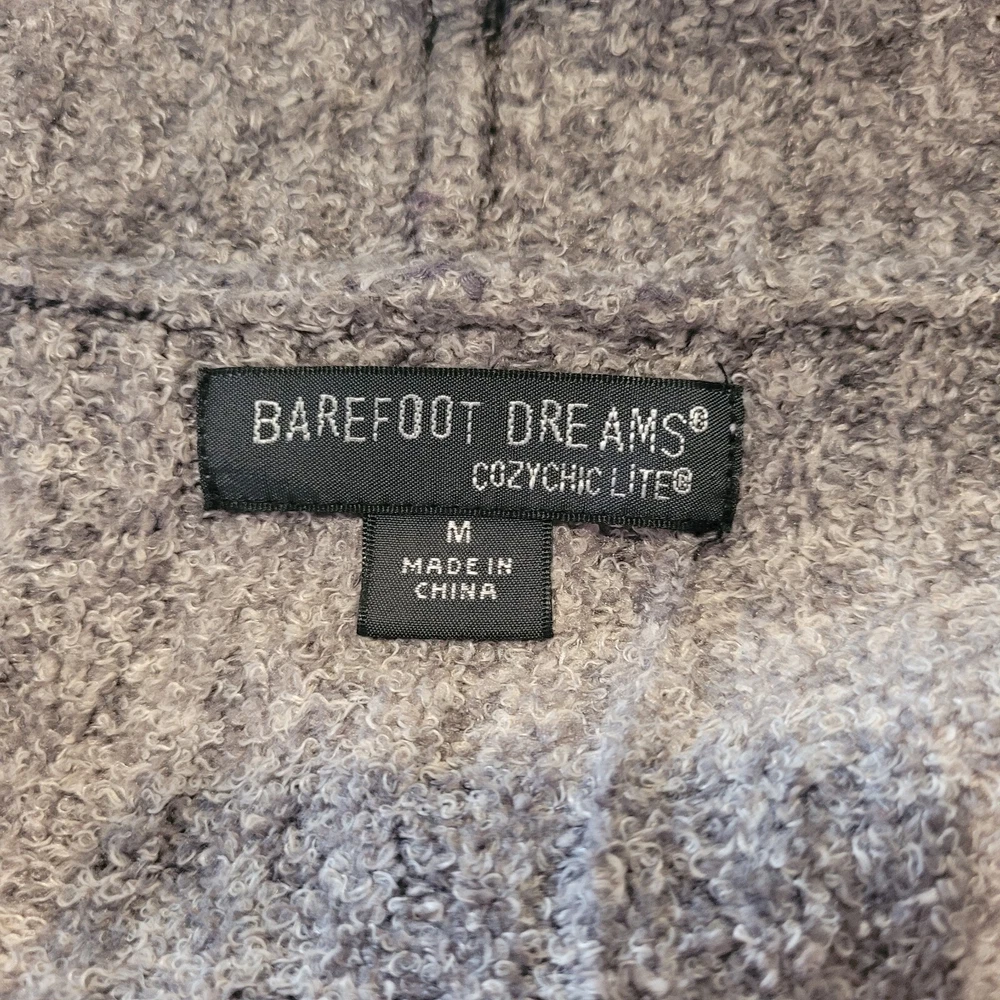 BAREFOOT DREAMS®
COZYCHIC LITE®
M
MADE IN
CHINA